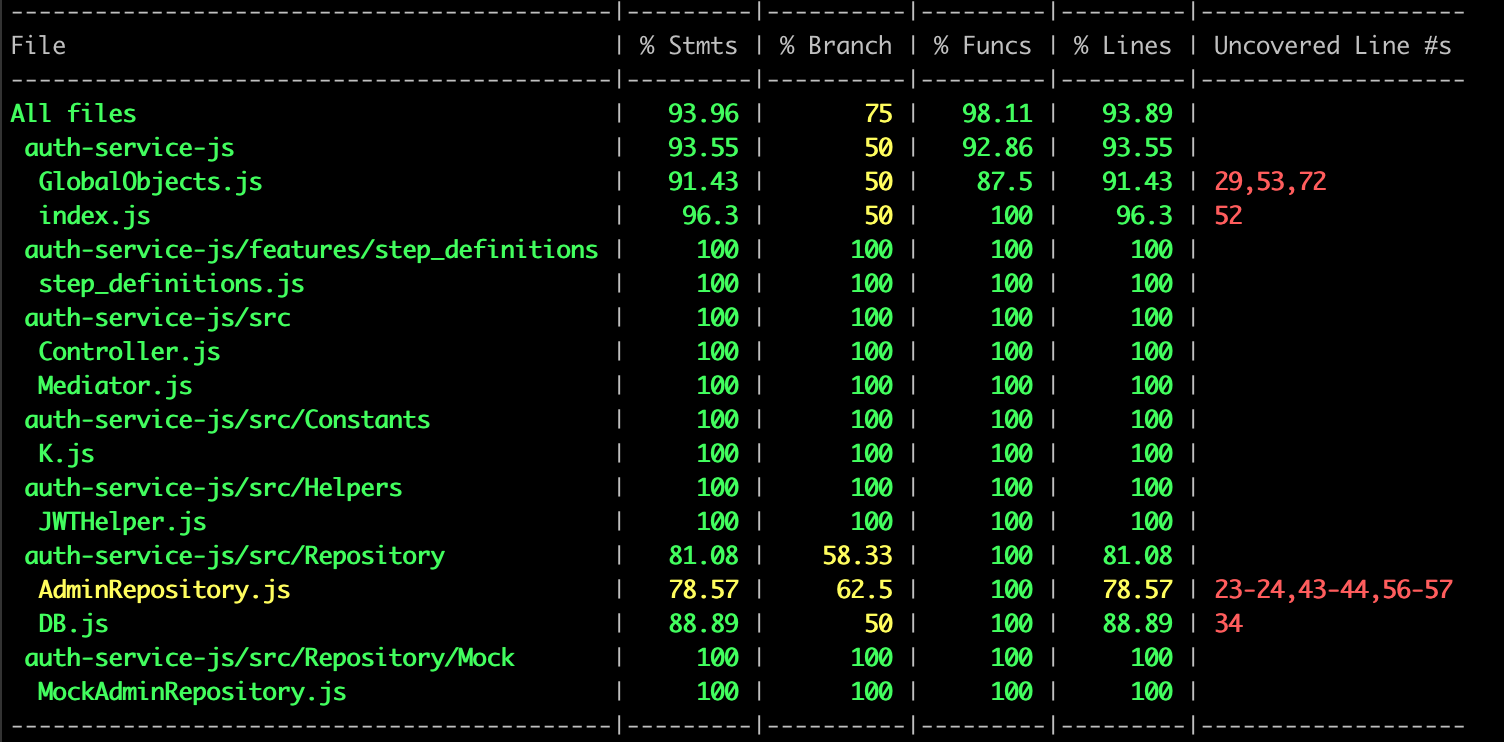 ------------------------------------------|---------|----------|---------|---------|-------------------
File                                      | % Stmts | % Branch | % Funcs | % Lines | Uncovered Line #s
------------------------------------------|---------|----------|---------|---------|-------------------
All files                                 |   93.96 |       75 |   98.11 |   93.89 |
 auth-service-js                          |   93.55 |       50 |   92.86 |   93.55 |
  GlobalObjects.js                        |   91.43 |       50 |    87.5 |   91.43 | 29,53,72
  index.js                                |    96.3 |       50 |     100 |    96.3 | 52
 auth-service-js/features/step_definitions |     100 |      100 |     100 |     100 |
  step_definitions.js                     |     100 |      100 |     100 |     100 |
 auth-service-js/src                      |     100 |      100 |     100 |     100 |
  Controller.js                           |     100 |      100 |     100 |     100 |
  Mediator.js                             |     100 |      100 |     100 |     100 |
 auth-service-js/src/Constants            |     100 |      100 |     100 |     100 |
  K.js                                    |     100 |      100 |     100 |     100 |
 auth-service-js/src/Helpers              |     100 |      100 |     100 |     100 |
  JWTHelper.js                            |     100 |      100 |     100 |     100 |
 auth-service-js/src/Repository           |   81.08 |    58.33 |     100 |   81.08 |
  AdminRepository.js                      |   78.57 |     62.5 |     100 |   78.57 | 23-24,43-44,56-57
  DB.js                                   |   88.89 |       50 |     100 |   88.89 | 34
 auth-service-js/src/Repository/Mock      |     100 |      100 |     100 |     100 |
  MockAdminRepository.js                  |     100 |      100 |     100 |     100 |
------------------------------------------|---------|----------|---------|---------|-------------------